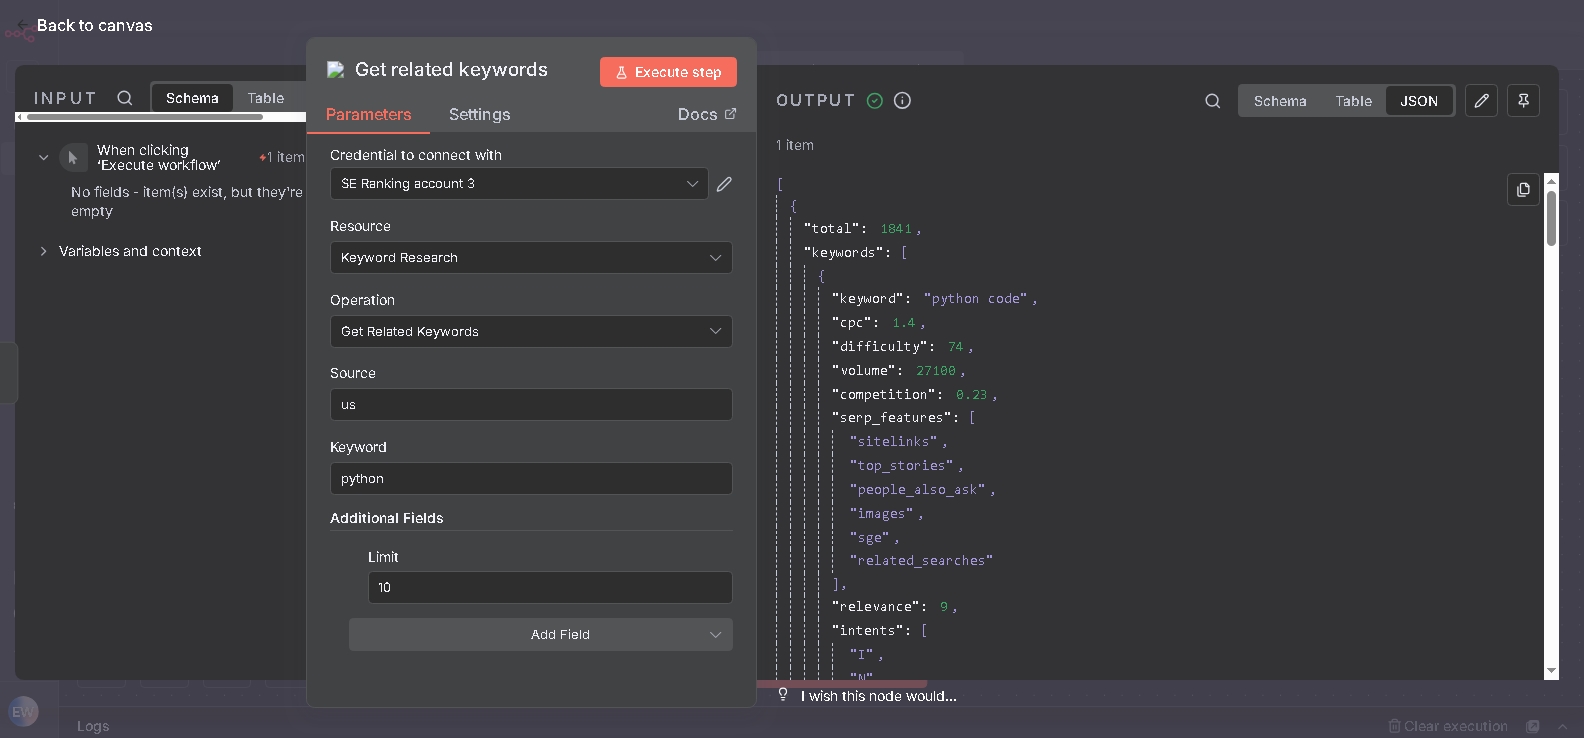 Back to canvas
INPUT
Schema
Table
When clicking
‘Execute workflow’
1 item
No fields - item(s) exist, but they're
empty
Variables and context
Get related keywords
Execute step
Parameters
Settings
Docs
Credential to connect with
SE Ranking account 3
Resource
Keyword Research
Operation
Get Related Keywords
Source
us
Keyword
python
Additional Fields
Limit
10
Add Field
OUTPUT
Schema
Table
JSON
1 item
[
{
"total": 1841,
"keywords": [
{
"keyword": "python code",
"cpc": 1.4,
"difficulty": 74,
"volume": 27100,
"competition": 0.23,
"serp_features": [
"sitelinks",
"top_stories",
"people_also_ask",
"images",
"sge",
"related_searches"
],
"relevance": 9,
"intents": [
"I",
"N"
I wish this node would...
EW
Logs
Clear execution